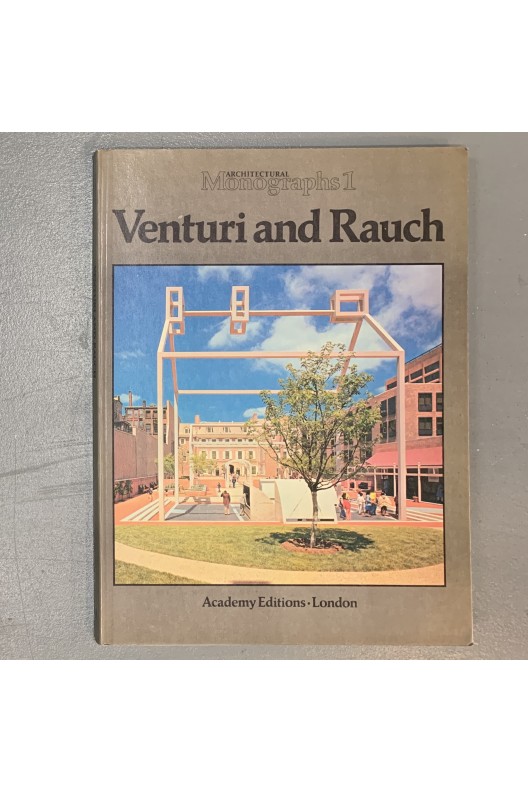 ARCHITECTURAL
Monographs 1
Venturi and Rauch
Academy Editions · London